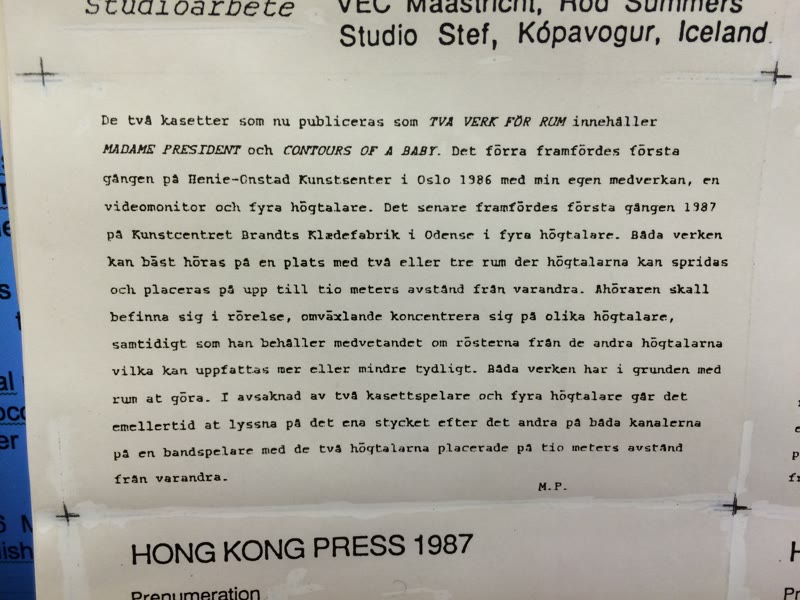 Studioarbete
VEC Maastricht, Rod Summers
Studio Stef, Kópavogur, Iceland
De två kasetter som nu publiceras som TVÅ VERK FÖR RUM innehåller
MADAME PRESIDENT och CONTOURS OF A BABY. Det förra framfördes första
gången på Henie-Onstad Kunstsenter i Oslo 1986 med min egen medverkan, en
videomonitor och fyra högtalare. Det senare framfördes första gången 1987
på Kunstcentret Brandts Klædefabrik i Odense i fyra högtalare. Båda verken
kan bäst höras på en plats med två eller tre rum der högtalarna kan spridas
och placeras på upp till tio meters avstånd från varandra. Åhöraren skall
befinna sig i rörelse, omväxlande koncentrera sig på olika högtalare,
samtidigt som han behåller medvetandet om rösterna från de andra högtalarna
vilka kan uppfattas mer eller mindre tydligt. Båda verken har i grunden med
rum at göra. I avsaknad av två kasettspelare och fyra högtalare går det
emellertid at lyssna på det ena stycket efter det andra på båda kanalerna
på en bandspelare med de två högtalarna placerade på tio meters avstånd
från varandra.
M.P.
HONG KONG PRESS 1987
Prenumeration